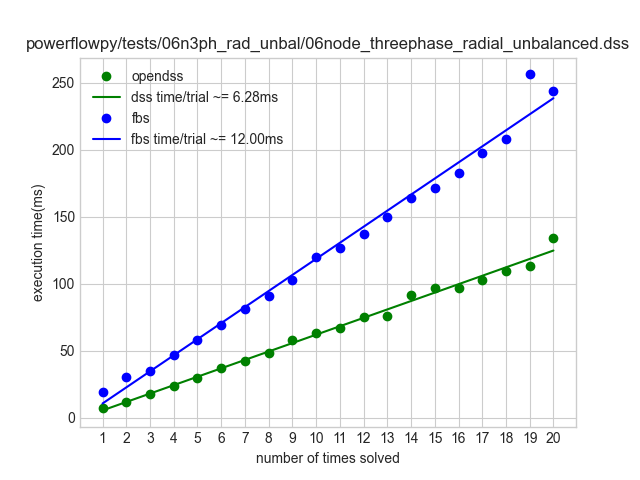 powerflowpy/tests/06n3ph_rad_unbal/06node_threephase_radial_unbalanced.dss
opendss
dss time/trial ~= 6.28ms
fbs
fbs time/trial ~= 12.00ms
execution time(ms)
250
200
150
100
50
0
1 2 3 4 5 6 7 8 9 10 11 12 13 14 15 16 17 18 19 20
number of times solved